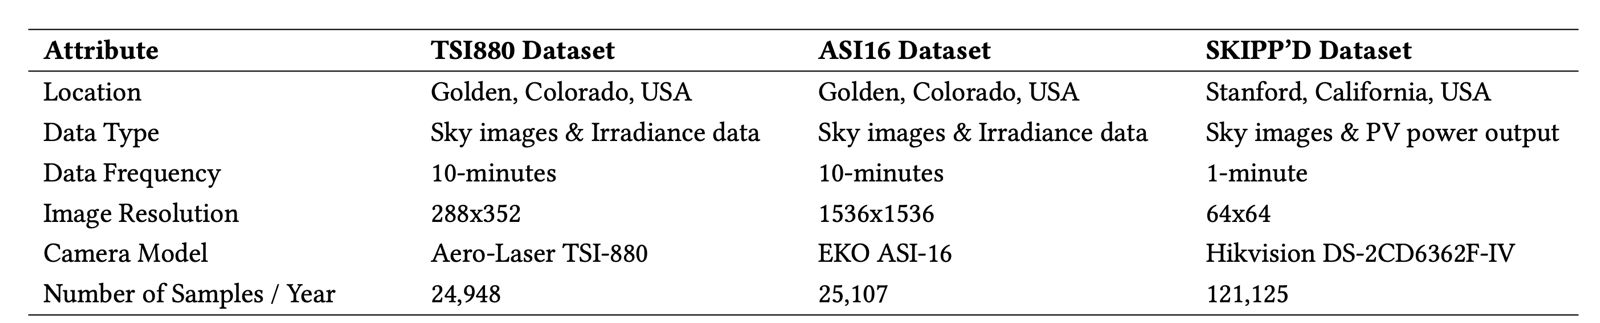 Attribute TSI880 Dataset ASI16 Dataset SKIPP’D Dataset
Location Golden, Colorado, USA Golden, Colorado, USA Stanford, California, USA
Data Type Sky images & Irradiance data Sky images & Irradiance data Sky images & PV power output
Data Frequency 10-minutes 10-minutes 1-minute
Image Resolution 288x352 1536x1536 64x64
Camera Model Aero-Laser TSI-880 EKO ASI-16 Hikvision DS-2CD6362F-IV
Number of Samples / Year 24,948 25,107 121,125